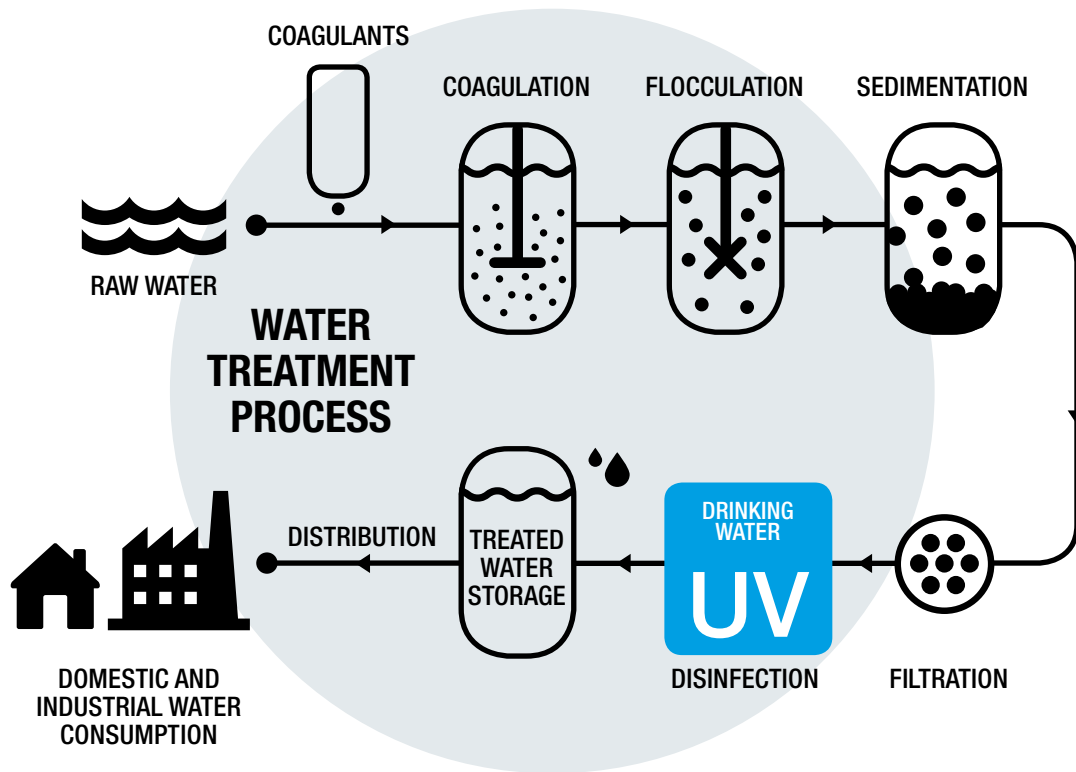 COAGULANTS
COAGULATION
FLOCCULATION
SEDIMENTATION
RAW WATER
WATER
TREATMENT
PROCESS
DRINKING
WATER
UV
DISTRIBUTION
TREATED
WATER
STORAGE
DISINFECTION
FILTRATION
DOMESTIC AND
INDUSTRIAL WATER
CONSUMPTION